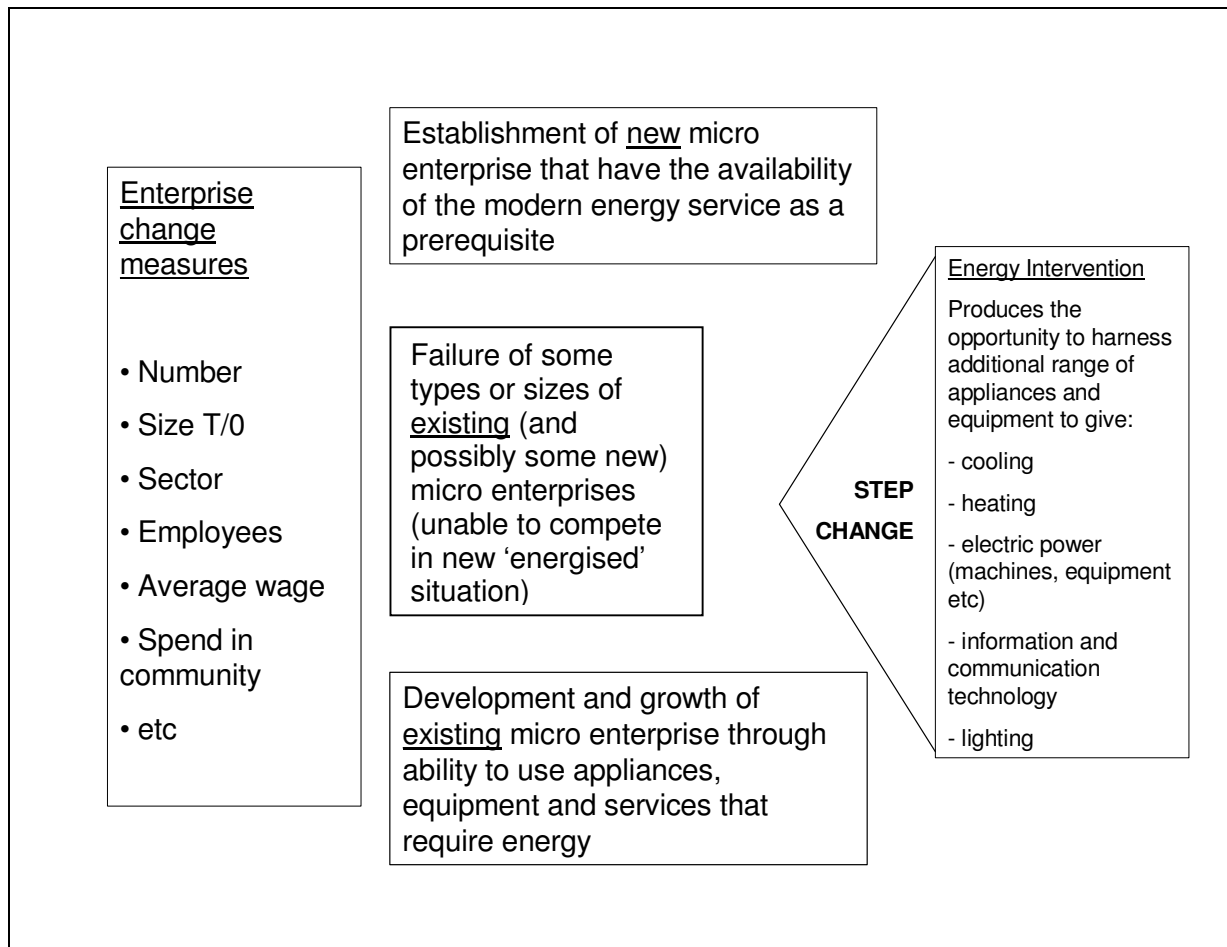 Enterprise
change
measures
• Number
• Size T/0
• Sector
• Employees
• Average wage
• Spend in
community
• etc
Establishment of new micro
enterprise that have the availability
of the modern energy service as a
prerequisite
Failure of some
types or sizes of
existing (and
possibly some new)
micro enterprises
(unable to compete
in new ‘energised’
situation)
Development and growth of
existing micro enterprise through
ability to use appliances,
equipment and services that
require energy
STEP
CHANGE
Energy Intervention
Produces the
opportunity to harness
additional range of
appliances and
equipment to give:
- cooling
- heating
- electric power
(machines, equipment
etc)
- information and
communication
technology
- lighting